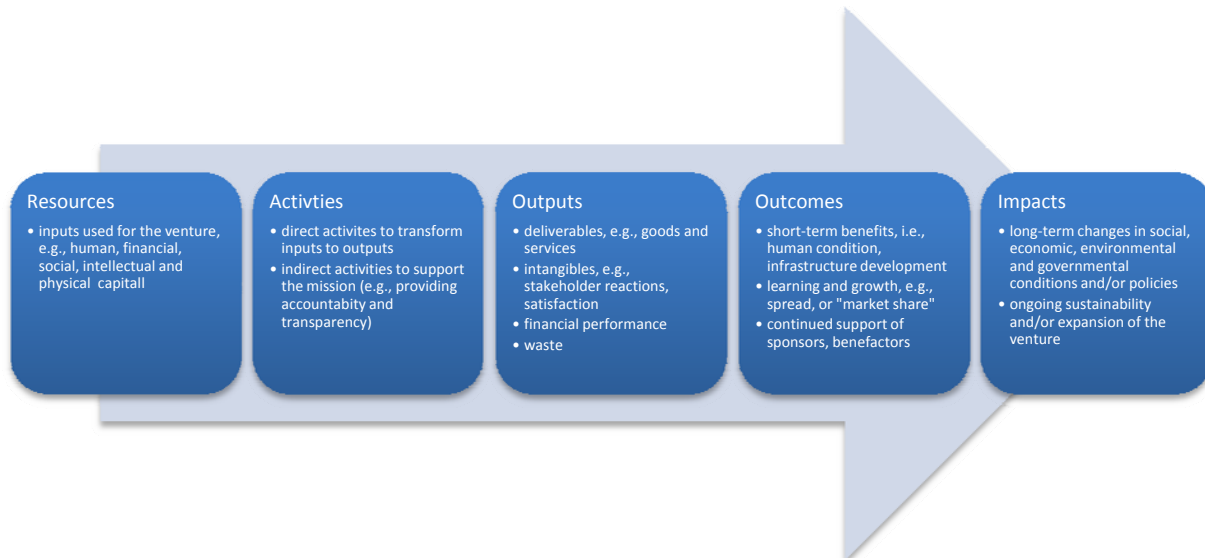 Resources
• inputs used for the venture,
e.g., human, financial,
social, intellectual and
physical capitall
Activties
• direct activites to transform
inputs to outputs
• indirect activities to support
the mission (e.g., providing
accountabity and
transparency)
Outputs
• deliverables, e.g., goods and
services
• intangibles, e.g.,
stakeholder reactions,
satisfaction
• financial performance
• waste
Outcomes
• short-term benefits, i.e.,
human condition,
infrastructure development
• learning and growth, e.g.,
spread, or "market share"
• continued support of
sponsors, benefactors
Impacts
• long-term changes in social,
economic, environmental
and governmental
conditions and/or policies
• ongoing sustainability
and/or expansion of the
venture